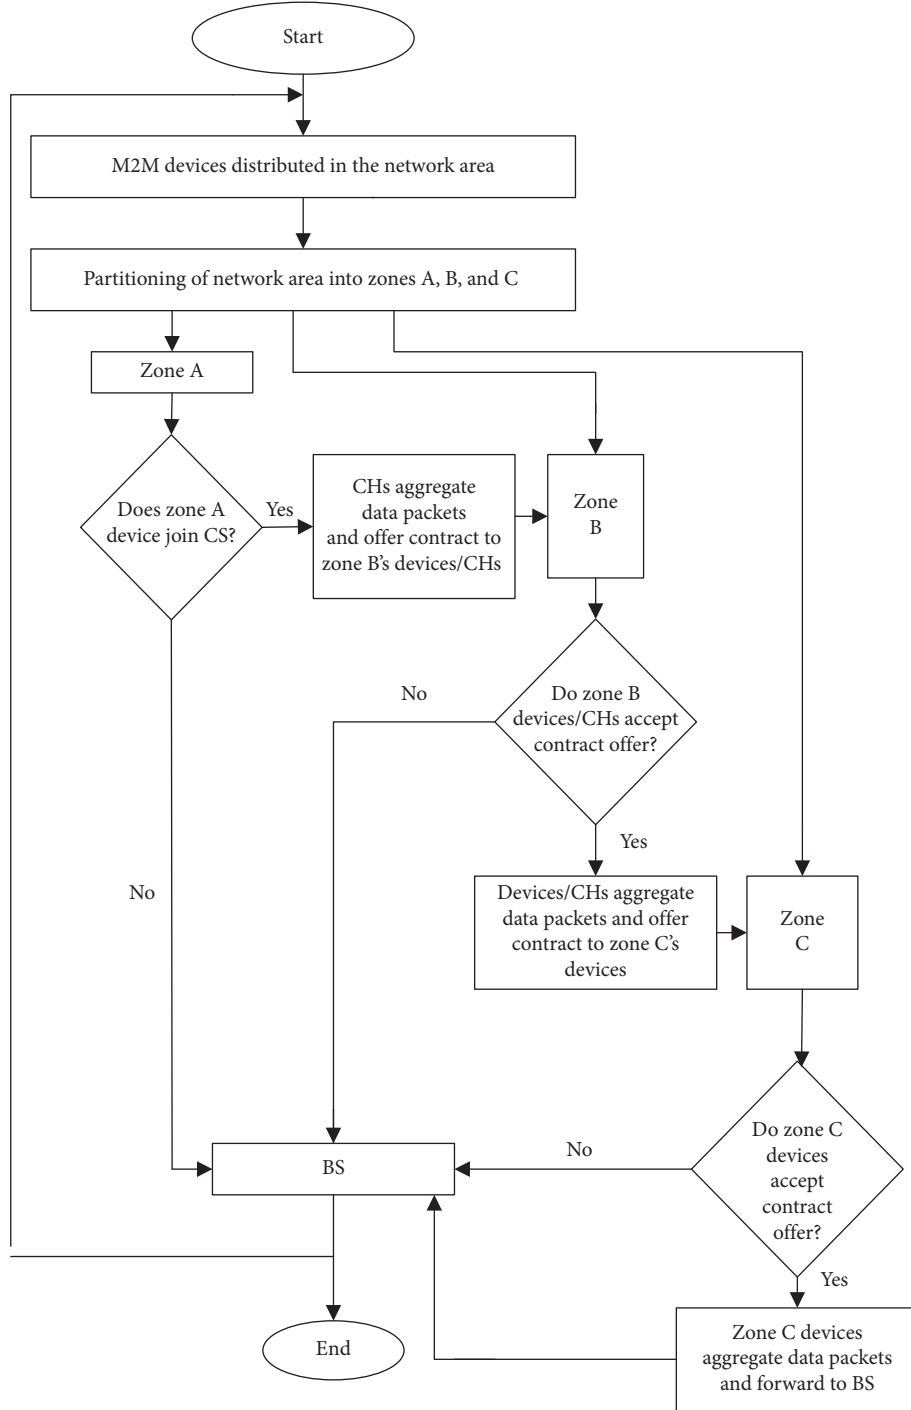 Start
M2M devices distributed in the network area
Partitioning of network area into zones A, B, and C
Zone A
Does zone A
device join CS?
Yes
CHs aggregate
data packets
and offer contract to
zone B's devices/CHs
Zone
B
No
Do zone B
devices/CHs accept
contract offer?
Yes
No
Devices/CHs aggregate
data packets and offer
contract to zone C's
devices
Zone
C
BS
No
Do zone C
devices
accept
contract
offer?
Yes
End
Zone C devices
aggregate data packets
and forward to BS